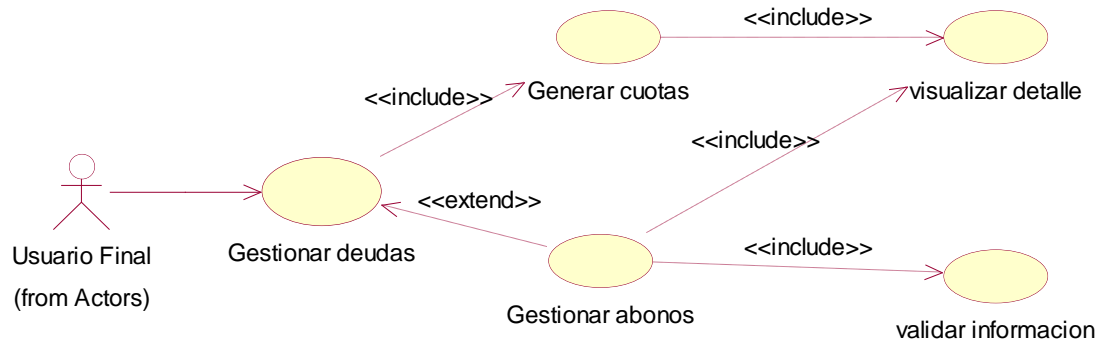 <<include>>
Generar cuotas
visualizar detalle
<<include>>
<<include>>
<<extend>>
Usuario Final
(from Actors)
Gestionar deudas
<<include>>
Gestionar abonos
validar informacion